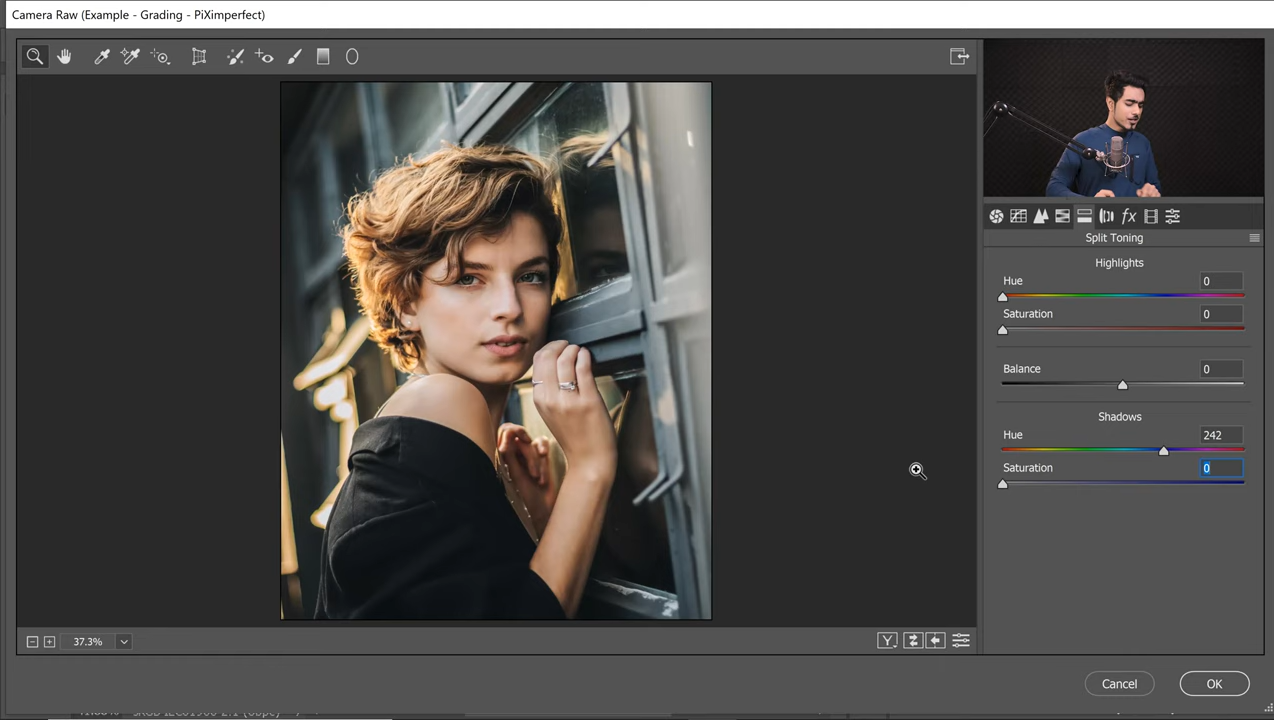 Camera Raw (Example - Grading - PiXimperfect)
fx
Split Toning
Highlights
Hue 0
Saturation 0
Balance 0
Shadows
Hue 242
Saturation 0
37.3%
Y
Cancel
OK